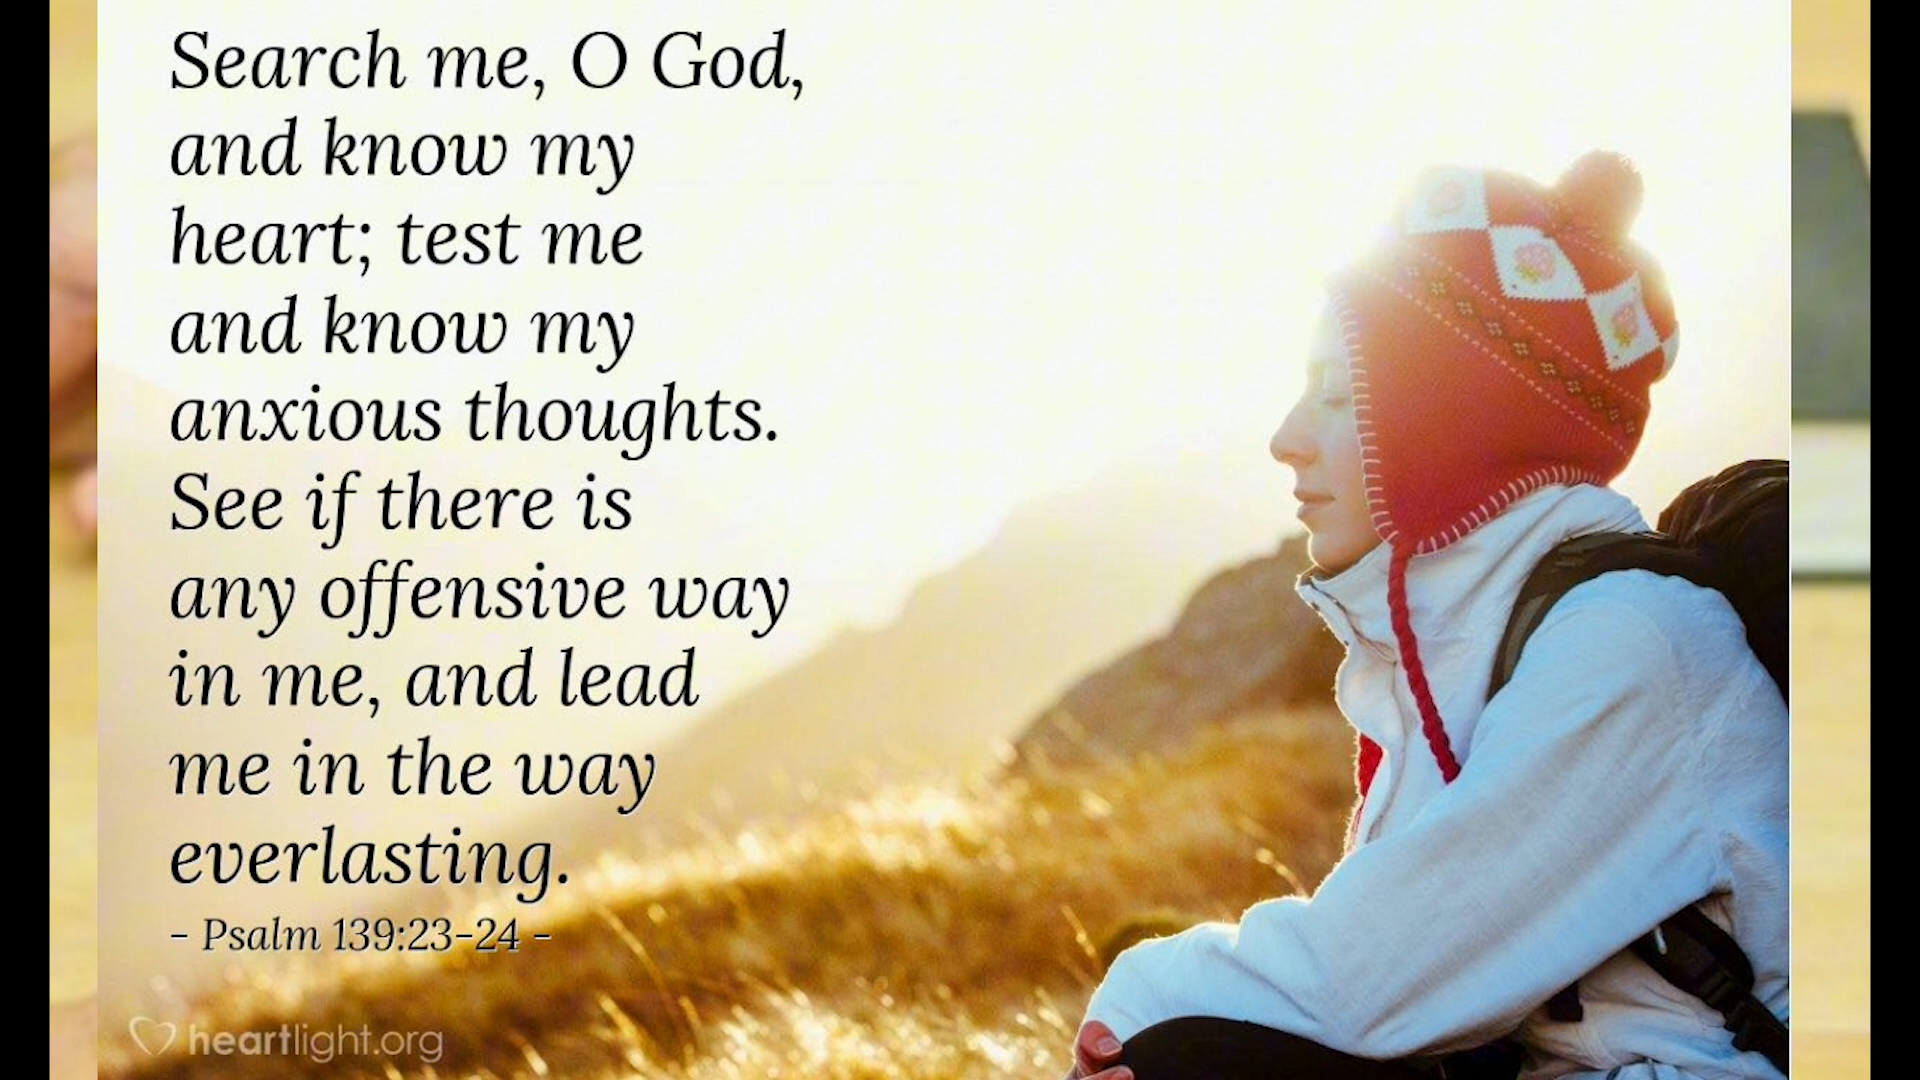 Search me, O God,
and know my
heart; test me
and know my
anxious thoughts.
See if there is
any offensive way
in me, and lead
me in the way
everlasting.
- Psalm 139:23-24 -
heartlight.org